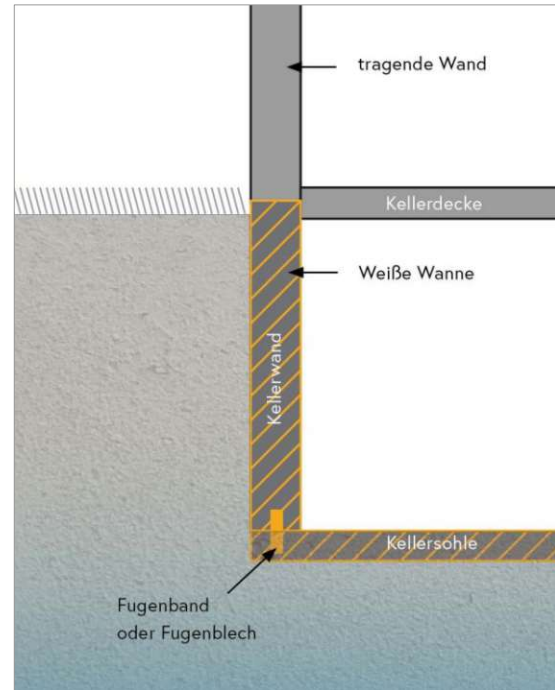 tragende Wand
Kellerdecke
Weiße Wanne
Kellerwand
Kellersohle
Fugenband
oder Fugenblech